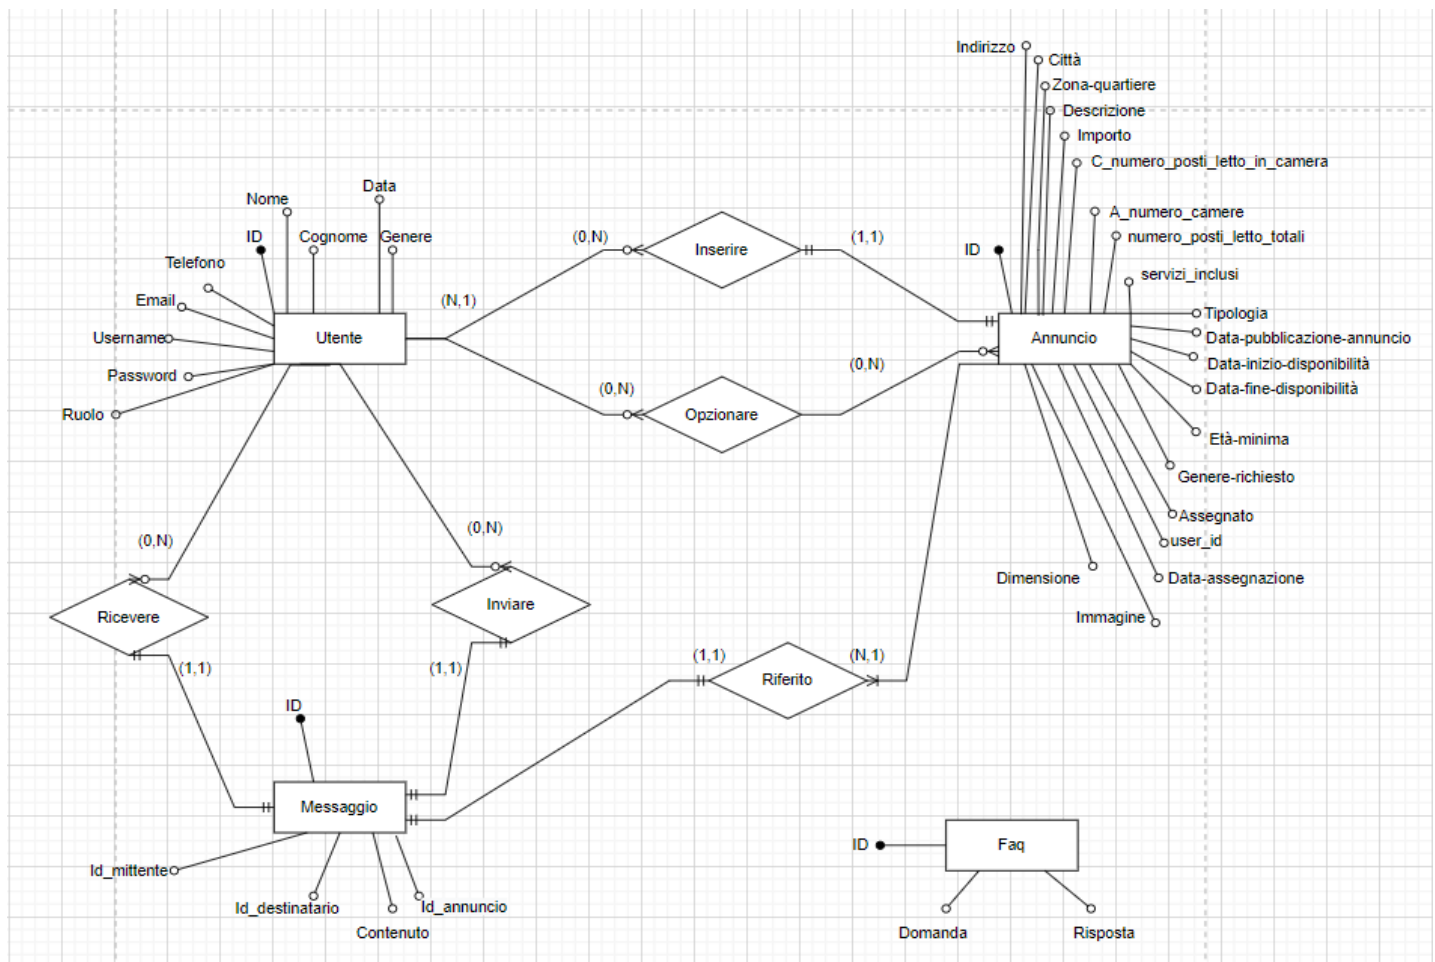 Indirizzo
Città
Zona-quartiere
Descrizione
Importo
C_numero_posti_letto_in_camera
Data
Nome
A_numero_camere
ID
Cognome
Genere
(0,N)
Inserire
(1,1)
ID
numero_posti_letto_totali
Telefono
servizi_inclusi
Email
(N,1)
Tipologia
Username
Utente
Annuncio
Data-pubblicazione-annuncio
Password
(0,N)
(0,N)
Data-inizio-disponibilità
Data-fine-disponibilità
Ruolo
Opzionare
Età-minima
Genere-richiesto
Assegnato
(0,N)
(0,N)
user_id
Dimensione
Data-assegnazione
Ricevere
Inviare
Immagine
(1,1)
(1,1)
(1,1)
(N,1)
Riferito
ID
Messaggio
ID
Faq
Id_mittente
Id_destinatario
Id_annuncio
Contenuto
Domanda
Risposta